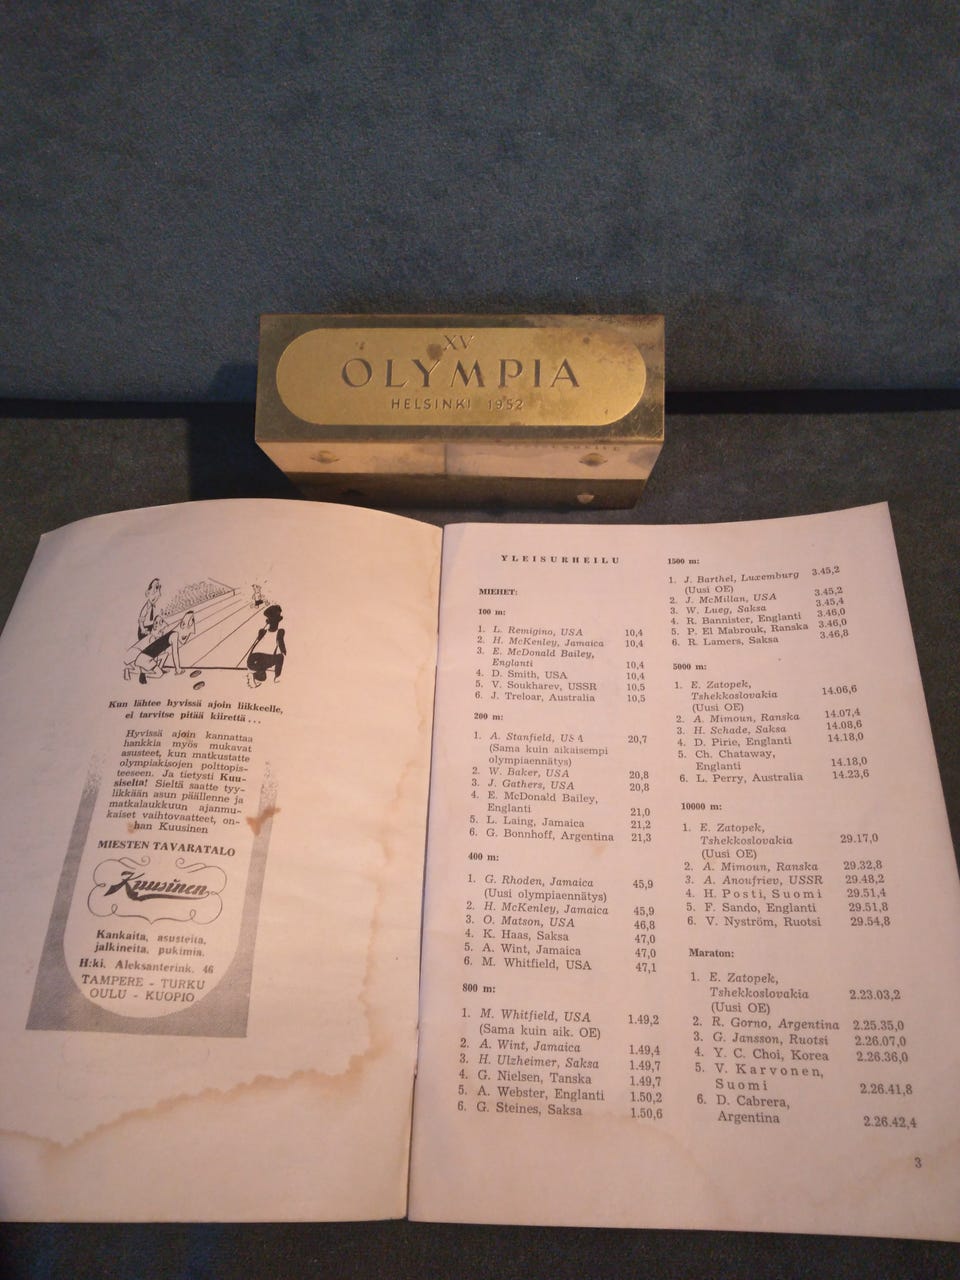 XV
OLYMPIA
HELSINKI 1952
Kun lähtee hyvissä ajoin liikkeelle,
ei tarvitse pitää kiirettä . . .
Hyvissä ajoin kannattaa
hankkia myös mukavat
asusteet, kun matkustatte
olympiakisojen polttopis-
teeseen. Ja tietysti Kuu-
siselta! Sieltä saatte tyy-
likkään asun päällenne ja
matkalaukkuun ajanmu-
kaiset vaihtovaatteet, on-
han Kuusinen
MIESTEN TAVARATALO
Kuusinen
Kankaita, asusteita,
jalkineita, pukimia.
H:ki. Aleksanterink. 46
TAMPERE - TURKU
OULU - KUOPIO
YLEISURHEILU
MIEHET:
100 m:
1. L. Remigino, USA 10,4
2. H. McKenley, Jamaica 10,4
3. E. McDonald Bailey,
Englanti 10,4
4. D. Smith, USA 10,4
5. V. Soukharev, USSR 10,5
6. J. Treloar, Australia 10,5
200 m:
1. A. Stanfield, USA 20,7
(Sama kuin aikaisempi
olympiaennätys)
2. W. Baker, USA 20,8
3. J. Gathers, USA 20,8
4. E. McDonald Bailey,
Englanti 21,0
5. L. Laing, Jamaica 21,2
6. G. Bonnhoff, Argentina 21,3
400 m:
1. G. Rhoden, Jamaica 45,9
(Uusi olympiaennätys)
2. H. McKenley, Jamaica 45,9
3. O. Matson, USA 46,8
4. K. Haas, Saksa 47,0
5. A. Wint, Jamaica 47,0
6. M. Whitfield, USA 47,1
800 m:
1. M. Whitfield, USA 1.49,2
(Sama kuin aik. OE)
2. A. Wint, Jamaica 1.49,4
3. H. Ulzheimer, Saksa 1.49,7
4. G. Nielsen, Tanska 1.49,7
5. A. Webster, Englanti 1.50,2
6. G. Steines, Saksa 1.50,6
1500 m:
1. J. Barthel, Luxemburg 3.45,2
(Uusi OE)
2. J. McMillan, USA 3.45,2
3. W. Lueg, Saksa 3.45,4
4. R. Bannister, Englanti 3.46,0
5. P. El Mabrouk, Ranska 3.46,0
6. R. Lamers, Saksa 3.46,8
5000 m:
1. E. Zatopek,
Tshekkoslovakia 14.06,6
(Uusi OE)
2. A. Mimoun, Ranska 14.07,4
3. H. Schade, Saksa 14.08,6
4. D. Pirie, Englanti 14.18,0
5. Ch. Chataway,
Englanti 14.18,0
6. L. Perry, Australia 14.23,6
10000 m:
1. E. Zatopek,
Tshekkoslovakia 29.17,0
(Uusi OE)
2. A. Mimoun, Ranska 29.32,8
3. A. Anoufriev, USSR 29.48,2
4. H. Posti, Suomi 29.51,4
5. F. Sando, Englanti 29.51,8
6. V. Nyström, Ruotsi 29.54,8
Maraton:
1. E. Zatopek,
Tshekkoslovakia 2.23.03,2
(Uusi OE)
2. R. Gorno, Argentina 2.25.35,0
3. G. Jansson, Ruotsi 2.26.07,0
4. Y. C. Choi, Korea 2.26.36,0
5. V. Karvonen,
Suomi 2.26.41,8
6. D. Cabrera,
Argentina 2.26.42,4
3